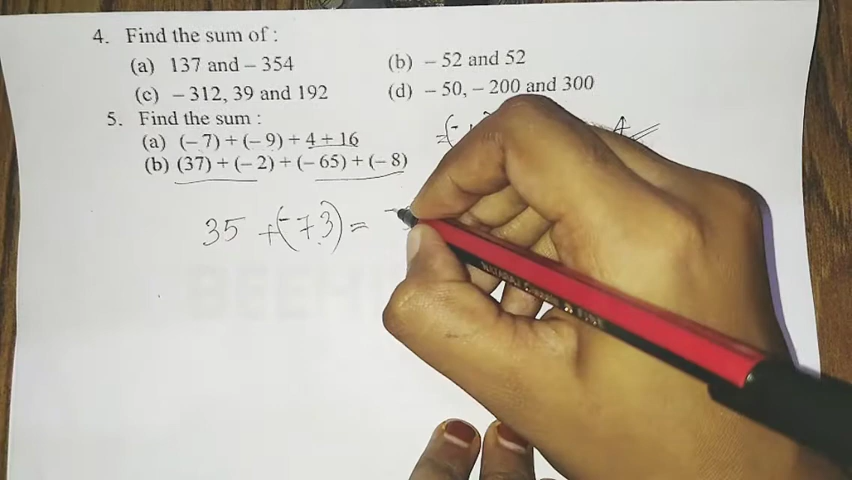 4. Find the sum of :
(a) 137 and – 354 (b) – 52 and 52
(c) – 312, 39 and 192 (d) – 50, – 200 and 300
5. Find the sum :
(a) (– 7) + (– 9) + 4 + 16
(b) (37) + (– 2) + (– 65) + (– 8)
35 + (-73) = -